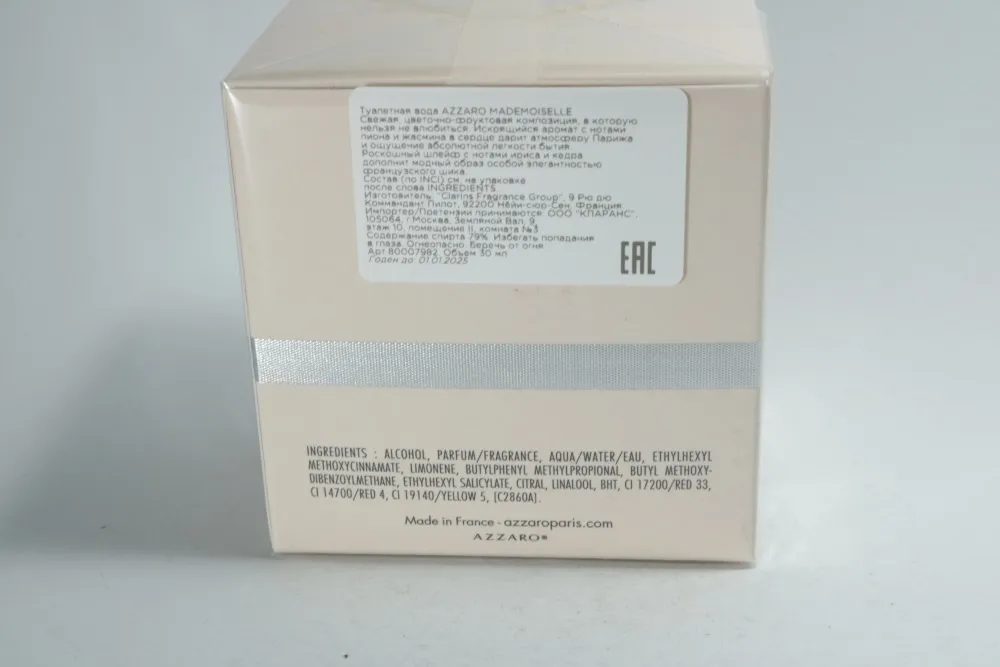 Туалетная вода AZZARO MADEMOISELLE
Свежая, цветочно-фруктовая композиция, в которую
нельзя не влюбиться. Искрящийся аромат с нотами
пиона и жасмина в сердце дарит атмосферу Парижа
и ощущение абсолютной легкости бытия.
Роскошный шлейф с нотами ириса и кедра
дополнит модный образ особой элегантностью
французского шика.
Состав (по INCI) см. на упаковке
после слова INGREDIENTS.
Изготовитель: "Clarins Fragrance Group", 9 Рю дю
Коммандант Пилот, 92200 Нёйи-сюр-Сен, Франция.
Импортер/Претензии принимаются: ООО "КЛАРАНС",
105064, г.Москва, Земляной Вал, 9,
этаж 10, помещение II, комната №3
Содержание спирта 79%. Избегать попадания
в глаза. Огнеопасно. Беречь от огня.
Арт.80007982. Объем 30 мл
Годен до: 01.01.2025
EAC
INGREDIENTS : ALCOHOL, PARFUM/FRAGRANCE, AQUA/WATER/EAU, ETHYLHEXYL
METHOXYCINNAMATE, LIMONENE, BUTYLPHENYL METHYLPROPIONAL, BUTYL METHOXY-
DIBENZOYLMETHANE, ETHYLHEXYL SALICYLATE, CITRAL, LINALOOL, BHT, CI 17200/RED 33,
CI 14700/RED 4, CI 19140/YELLOW 5, [C2860A].
Made in France - azzaroparis.com
AZZARO®